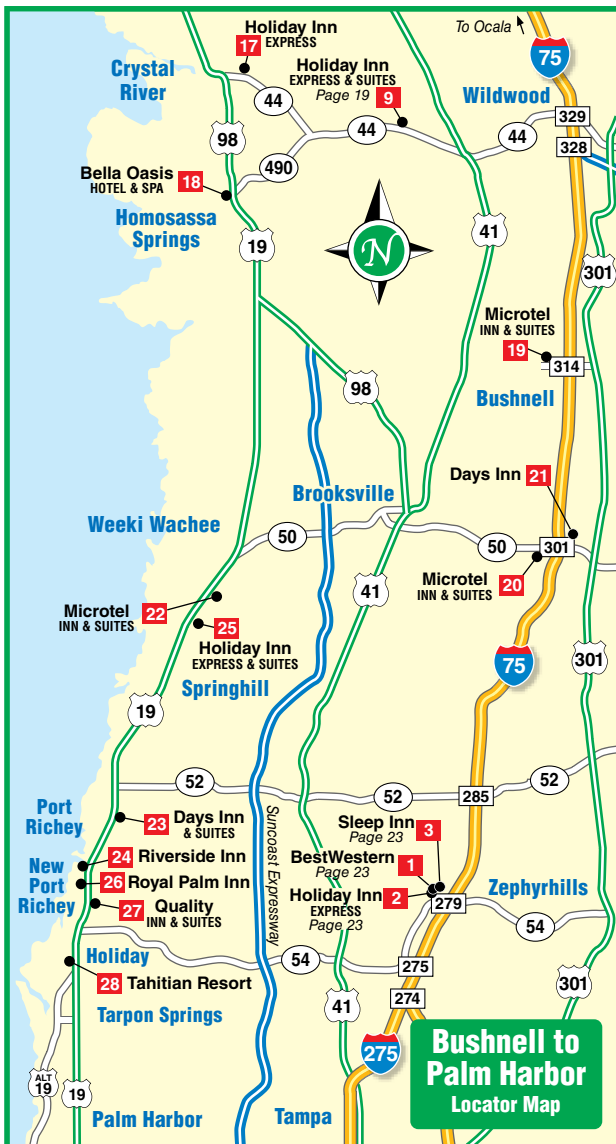 To Ocala
75
Holiday Inn
EXPRESS
17
Crystal
River
Holiday Inn
EXPRESS & SUITES
Page 19
9
Wildwood
329
328
44
44
44
98
490
Bella Oasis
HOTEL & SPA
18
Homosassa
Springs
19
N
41
301
Microtel
INN & SUITES
19
314
Bushnell
98
Days Inn
21
Brooksville
Weeki Wachee
50
50
301
Microtel
INN & SUITES
20
41
Microtel
INN & SUITES
22
25
Holiday Inn
EXPRESS & SUITES
Springhill
75
301
19
52
52
52
285
Port
Richey
23
Days Inn
& SUITES
Suncoast Expressway
Sleep Inn
Page 23
3
BestWestern
Page 23
1
Holiday Inn
EXPRESS
Page 23
2
279
Zephyrhills
24
Riverside Inn
New
Port
Richey
26
Royal Palm Inn
27
Quality
INN & SUITES
54
Holiday
54
275
28
Tahitian Resort
274
301
Tarpon Springs
41
275
ALT
19
19
Palm Harbor
Tampa
Bushnell to
Palm Harbor
Locator Map